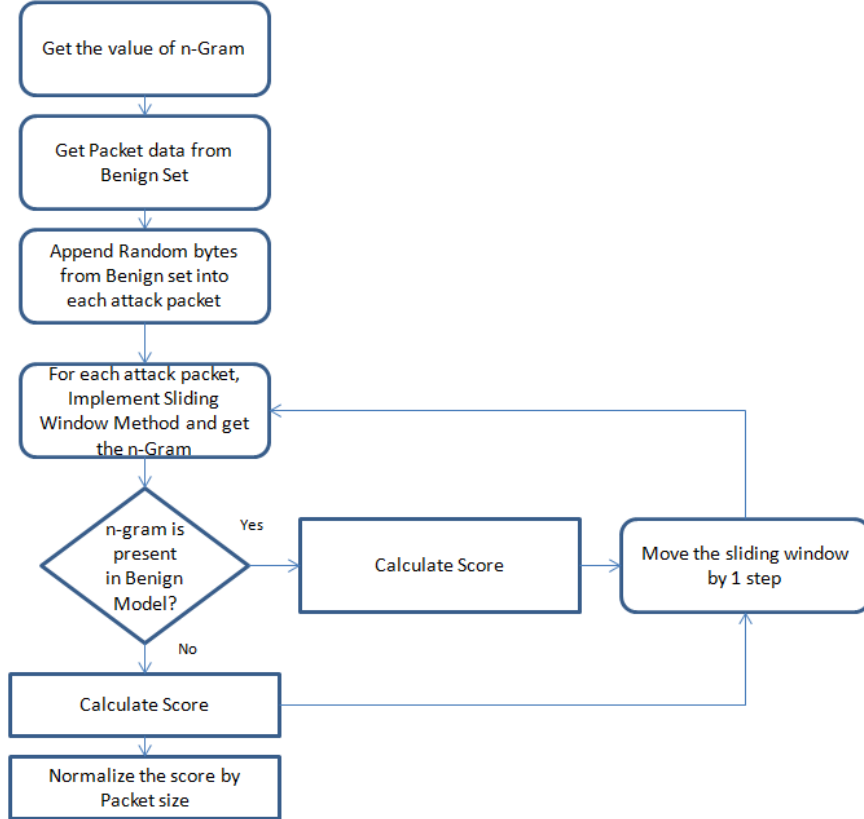 Get the value of n-Gram
Get Packet data from
Benign Set
Append Random bytes
from Benign set into
each attack packet
For each attack packet,
Implement Sliding
Window Method and get
the n-Gram
n-gram is
present
in Benign
Model?
Yes
Calculate Score
Move the sliding window
by 1 step
No
Calculate Score
Normalize the score by
Packet size